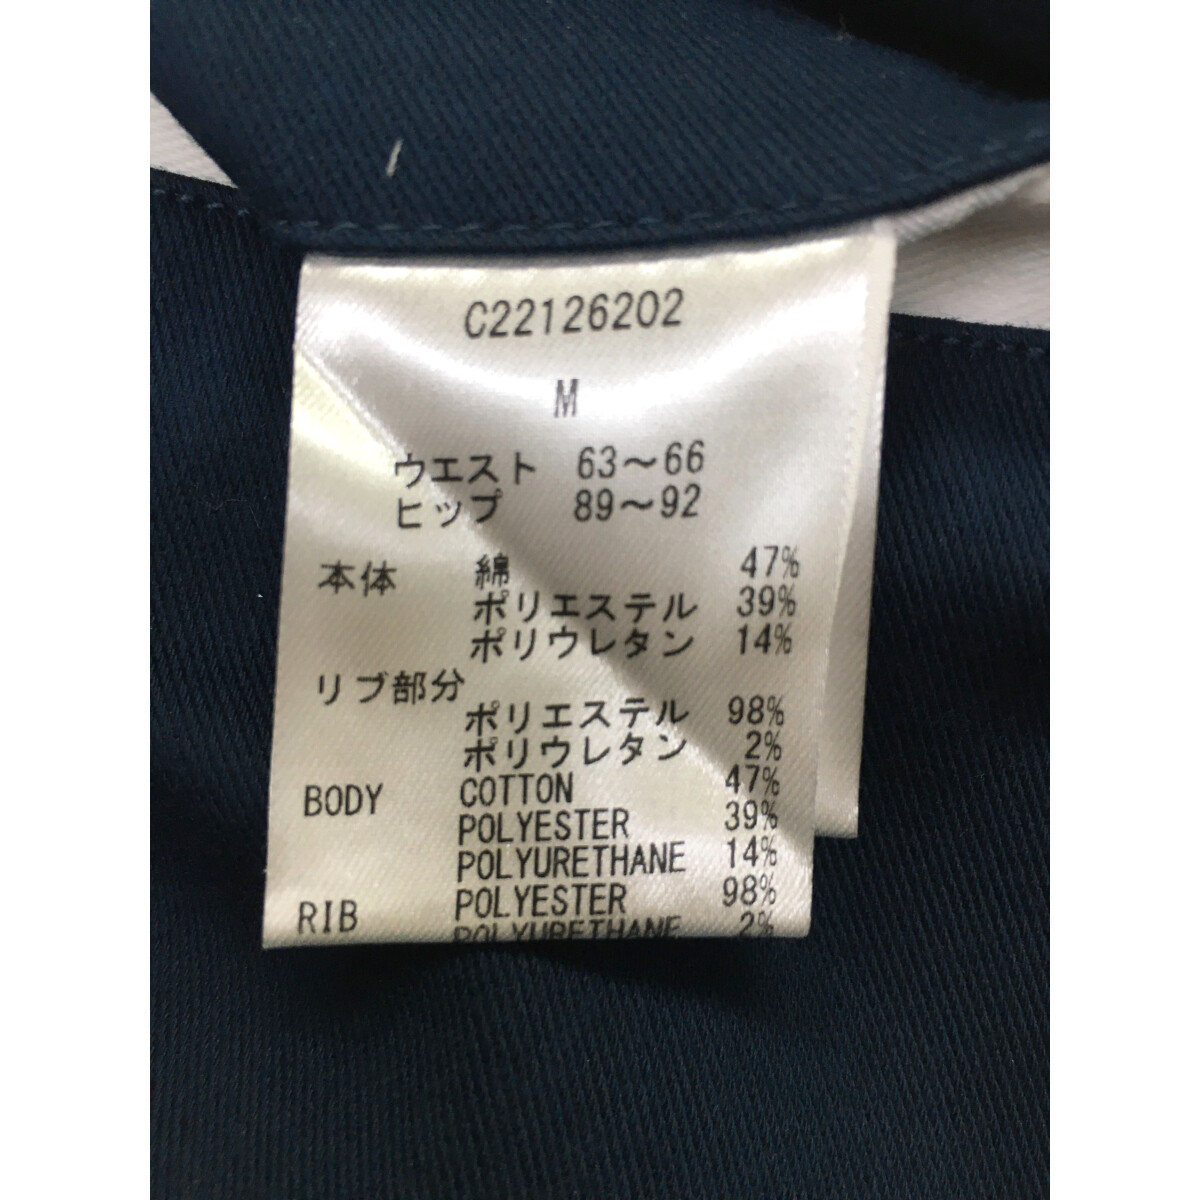 C22126202
M
ウエスト 63～66
ヒップ 89～92
本体 綿 47%
ポリエステル 39%
ポリウレタン 14%
リブ部分
ポリエステル 98%
ポリウレタン 2%
BODY COTTON 47%
POLYESTER 39%
POLYURETHANE 14%
RIB POLYESTER 98%
POLYURETHANE 2%